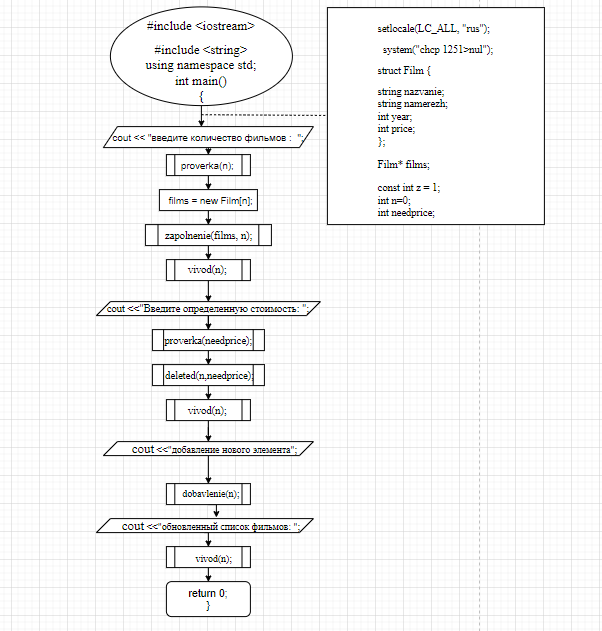 #include <iostream>
#include <string>
using namespace std;
int main()
{
setlocale(LC_ALL, "rus");
system("chcp 1251>nul");
struct Film {
string nazvanie;
string namerezh;
int year;
int price;
};
Film* films;
const int z = 1;
int n=0;
int needprice;
cout << "введите количество фильмов : ";
proverka(n);
films = new Film[n];
zapolnenie(films, n);
vivod(n);
cout <<"Введите определенную стоимость: ";
proverka(needprice);
deleted(n,needprice);
vivod(n);
cout <<"добавление нового элемента";
dobavlenie(n);
cout <<"обновленный список фильмов: ";
vivod(n);
return 0;
}